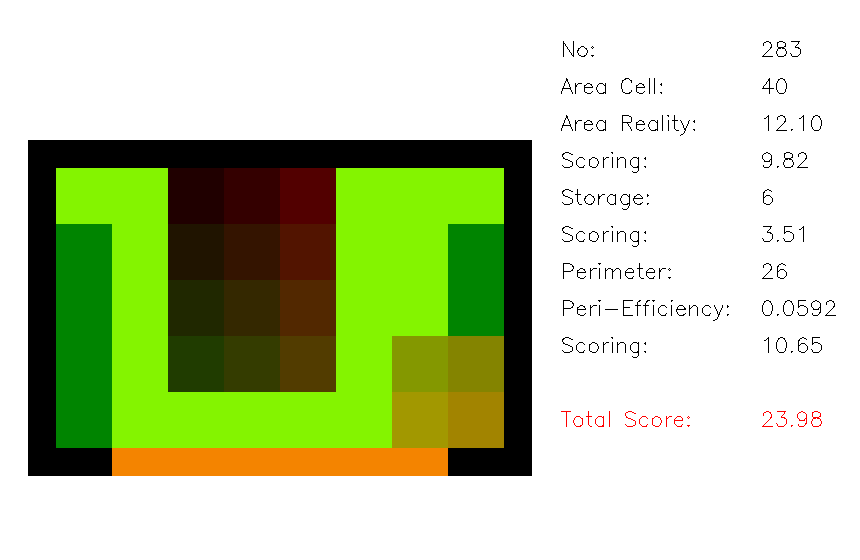 No: 283
Area Cell: 40
Area Reality: 12.10
Scoring: 9.82
Storage: 6
Scoring: 3.51
Perimeter: 26
Peri-Efficiency: 0.0592
Scoring: 10.65
Total Score: 23.98